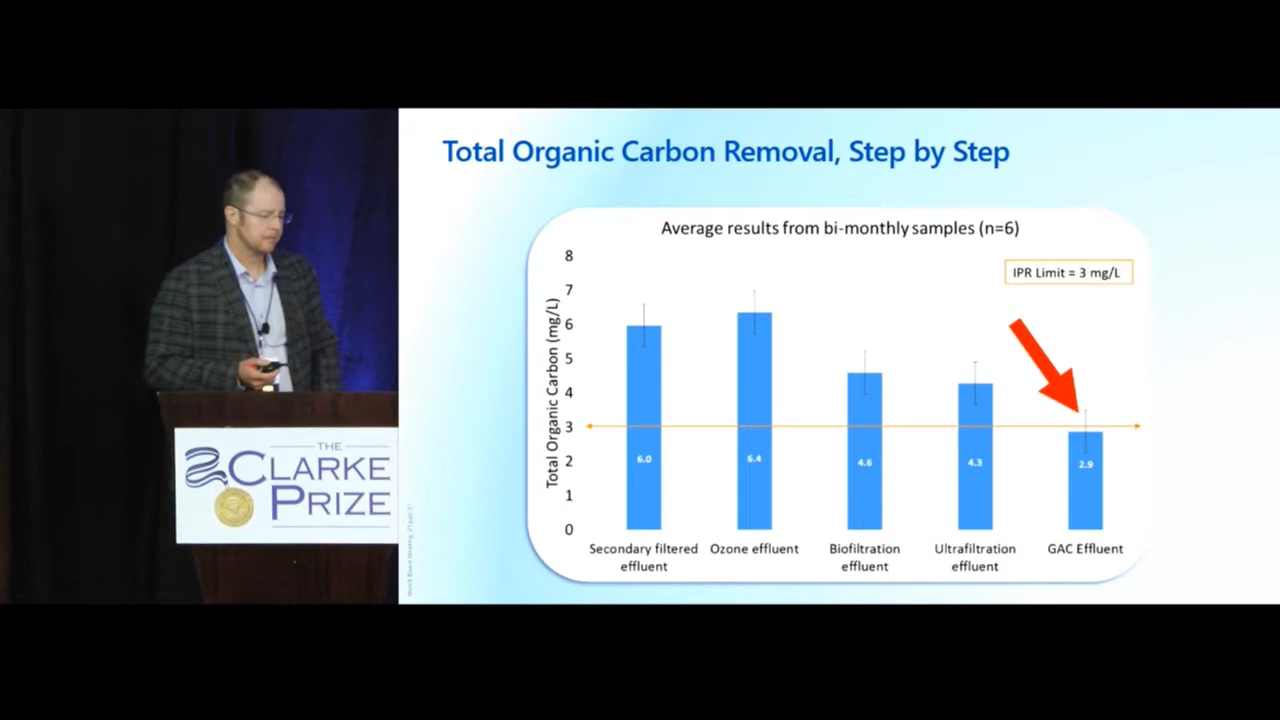 Total Organic Carbon Removal, Step by Step
Average results from bi-monthly samples (n=6)
IPR Limit = 3 mg/L
Total Organic Carbon (mg/L)
8
7
6
5
4
3
2
1
0
6.0
6.4
4.6
4.3
2.9
Secondary filtered
effluent
Ozone effluent
Biofiltration
effluent
Ultrafiltration
effluent
GAC Effluent
THE
CLARKE
PRIZE